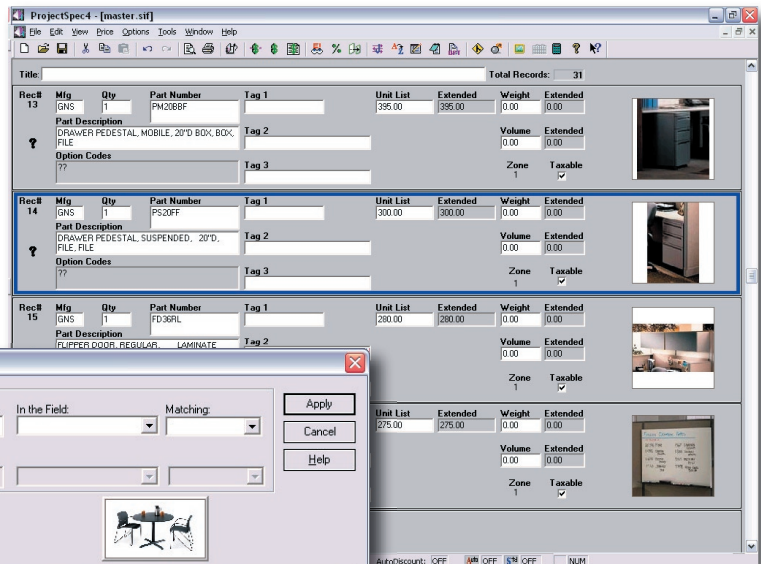 ProjectSpec4 - [master.sif]
File Edit View Price Options Tools Window Help
Title: Total Records: 31
Rec# Mfg Qty Part Number Tag 1 Unit List Extended Weight Extended
13 GNS 1 PM20BBF 395.00 395.00 0.00 0.00
Part Description
DRAWER PEDESTAL, MOBILE, 20"D BOX, BOX, Tag 2 Volume Extended
FILE 0.00 0.00
Option Codes
?? Tag 3 Zone Taxable
1
Rec# Mfg Qty Part Number Tag 1 Unit List Extended Weight Extended
14 GNS 1 PS20FF 300.00 300.00 0.00 0.00
Part Description
DRAWER PEDESTAL, SUSPENDED, 20"D, Tag 2 Volume Extended
FILE, FILE 0.00 0.00
Option Codes
?? Tag 3 Zone Taxable
1
Rec# Mfg Qty Part Number Tag 1 Unit List Extended Weight Extended
15 GNS 1 FD36RL 280.00 280.00 0.00 0.00
Part Description
FLIPPER DOOR, REGULAR, LAMINATE Tag 2 Volume Extended
0.00 0.00
Zone Taxable
1
In the Field: Matching: Apply
Cancel
Help
Unit List Extended Weight Extended
275.00 275.00 0.00 0.00
Volume Extended
0.00 0.00
Zone Taxable
1
AutoDiscount: OFF OFF OFF NUM